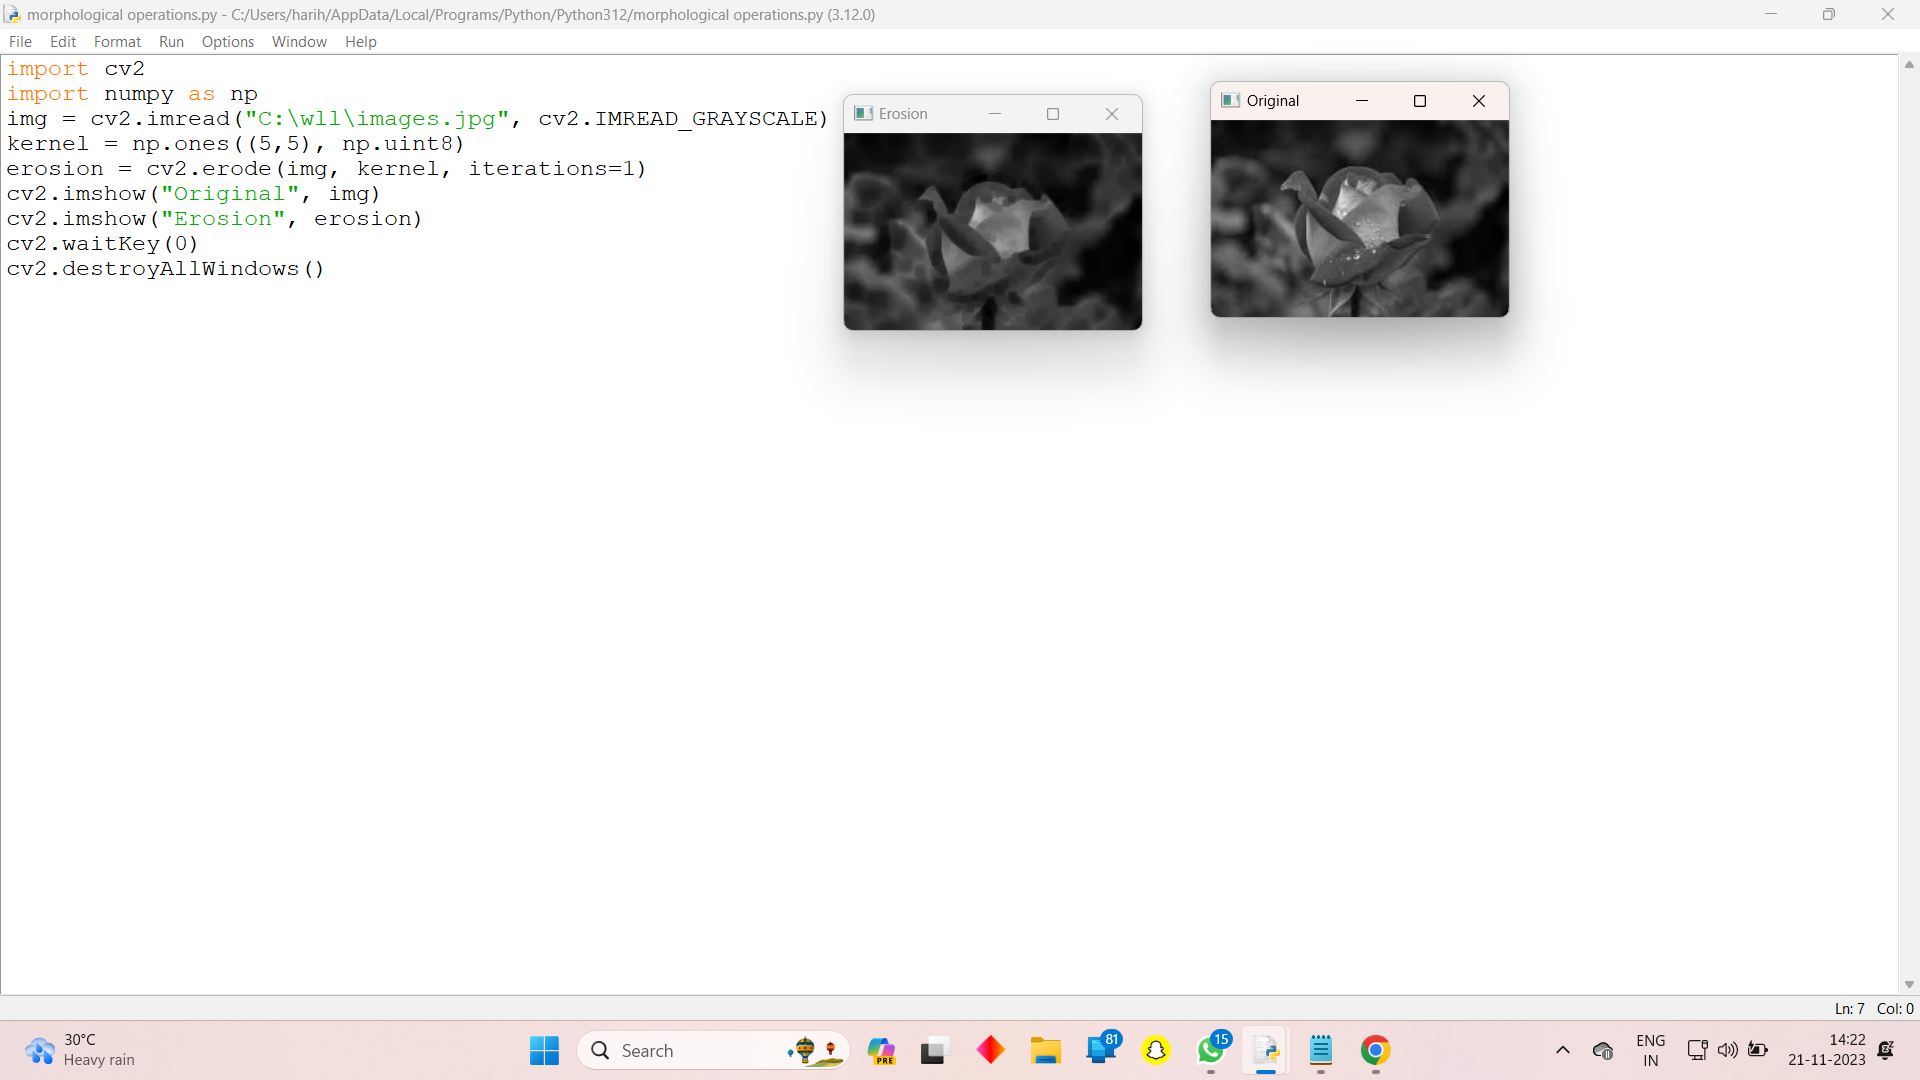 morphological operations.py - C:/Users/harih/AppData/Local/Programs/Python/Python312/morphological operations.py (3.12.0)
File Edit Format Run Options Window Help
import cv2
import numpy as np
img = cv2.imread("C:\wll\images.jpg", cv2.IMREAD_GRAYSCALE)
kernel = np.ones((5,5), np.uint8)
erosion = cv2.erode(img, kernel, iterations=1)
cv2.imshow("Original", img)
cv2.imshow("Erosion", erosion)
cv2.waitKey(0)
cv2.destroyAllWindows()
Erosion
Original
Ln: 7 Col: 0
30°C
Heavy rain
Search
PRE
81
15
ENG
IN
14:22
21-11-2023